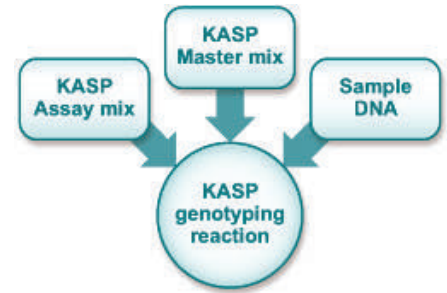 KASP
Master mix
KASP
Assay mix
Sample
DNA
KASP
genotyping
reaction